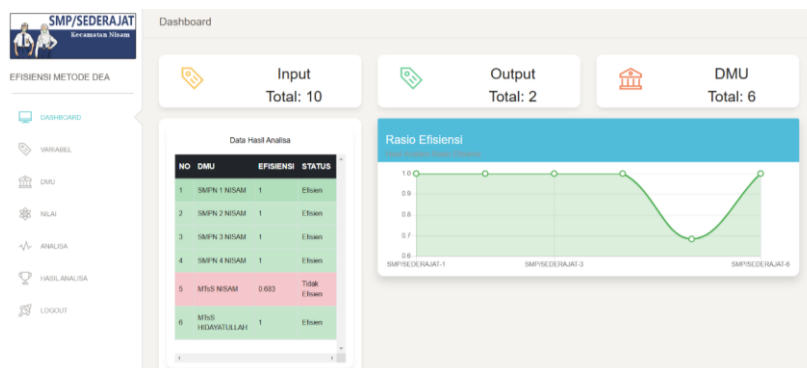 SMP/SEDERAJAT
Kecamatan Nisam
EFISIENSI METODE DEA
DASHBOARD
VARIABEL
DMU
NILAI
ANALISA
HASIL ANALISA
LOGOUT
Dashboard
Input
Total: 10
Output
Total: 2
DMU
Total: 6
Data Hasil Analisa
NO DMU EFISIENSI STATUS
1 SMPN 1 NISAM 1 Efisien
2 SMPN 2 NISAM 1 Efisien
3 SMPN 3 NISAM 1 Efisien
4 SMPN 4 NISAM 1 Efisien
5 MTsS NISAM 0.683 Tidak
Efisien
6 MTsS
HIDAYATULLAH 1 Efisien
Rasio Efisiensi
1.0
0.9
0.8
0.7
0.6
SMP/SEDERAJAT-1 SMP/SEDERAJAT-3 SMP/SEDERAJAT-6